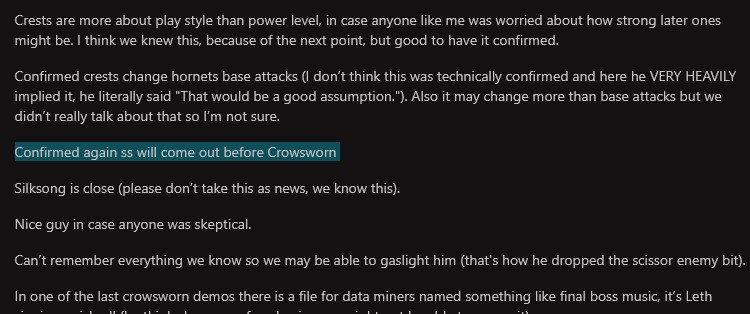 Crests are more about play style than power level, in case anyone like me was worried about how strong later ones
might be. I think we knew this, because of the next point, but good to have it confirmed.
Confirmed crests change hornets base attacks (I don't think this was technically confirmed and here he VERY HEAVILY
implied it, he literally said "That would be a good assumption."). Also it may change more than base attacks but we
didn't really talk about that so I'm not sure.
Confirmed again ss will come out before Crowsworn
Silksong is close (please don't take this as news, we know this).
Nice guy in case anyone was skeptical.
Can't remember everything we know so we may be able to gaslight him (that's how he dropped the scissor enemy bit).
In one of the last crowsworn demos there is a file for data miners named something like final boss music, it's Leth